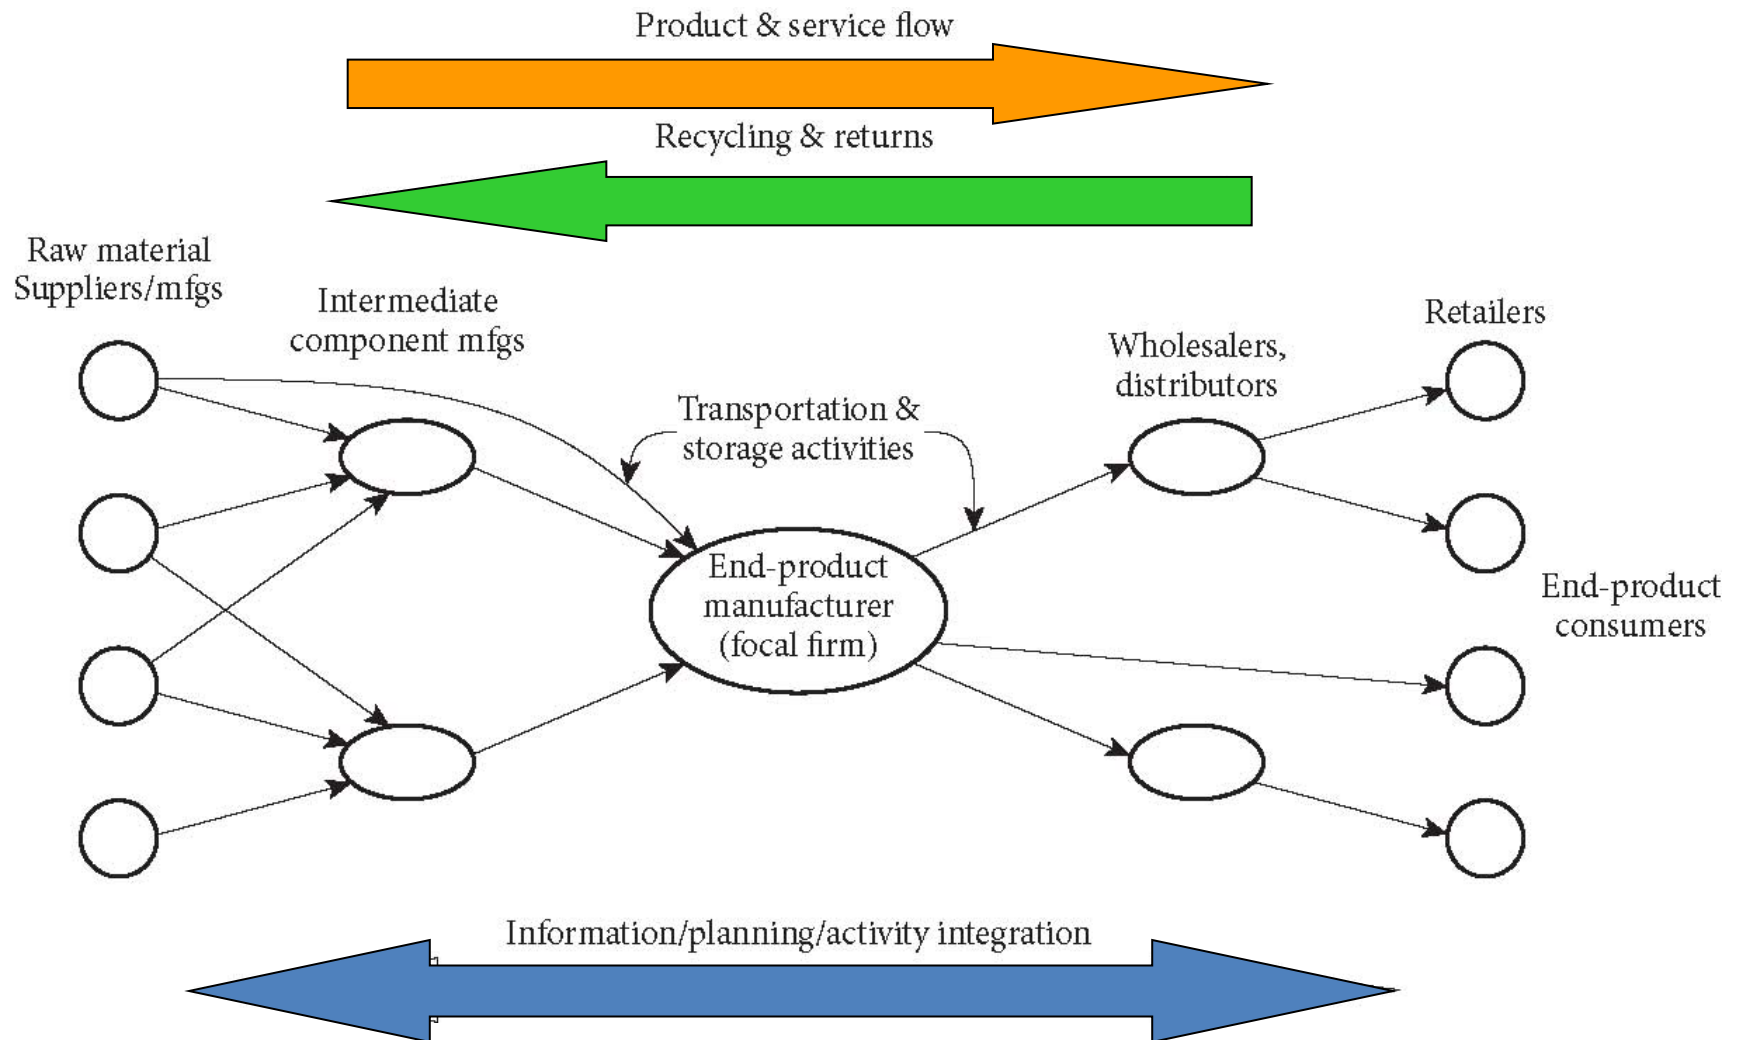 Product & service flow
Recycling & returns
Raw material
Suppliers/mfgs
Intermediate
component mfgs
Transportation &
storage activities
Wholesalers,
distributors
Retailers
End-product
manufacturer
(focal firm)
End-product
consumers
Information/planning/activity integration